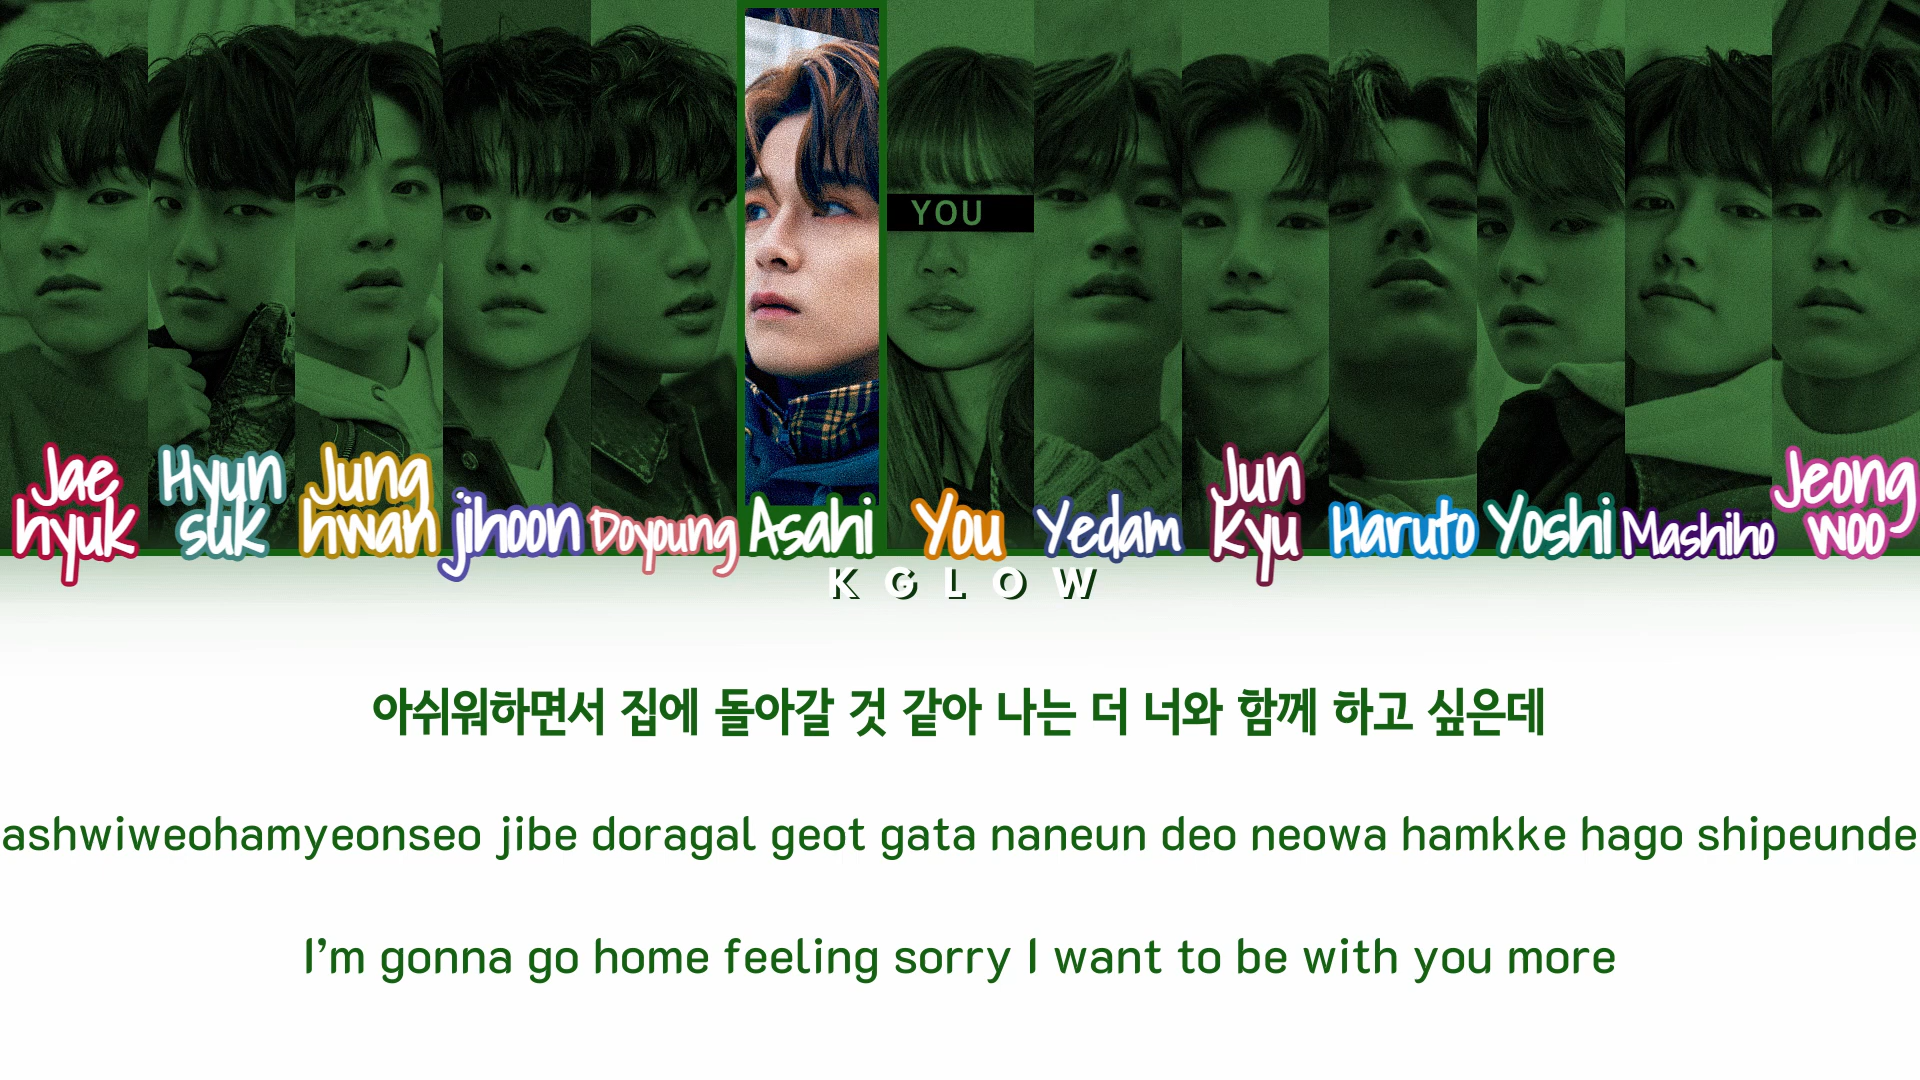 YOU
Jae hyuk
Hyun suk
Jung hwan
jihoon
Doyoung
Asahi
You
Yedam
Jun kyu
Haruto
Yoshi
Mashiho
Jeong woo
KGLOW
아쉬워하면서 집에 돌아갈 것 같아 나는 더 너와 함께 하고 싶은데
ashwiweohamyeonseo jibe doragal geot gata naneun deo neowa hamkke hago shipeunde
I'm gonna go home feeling sorry I want to be with you more